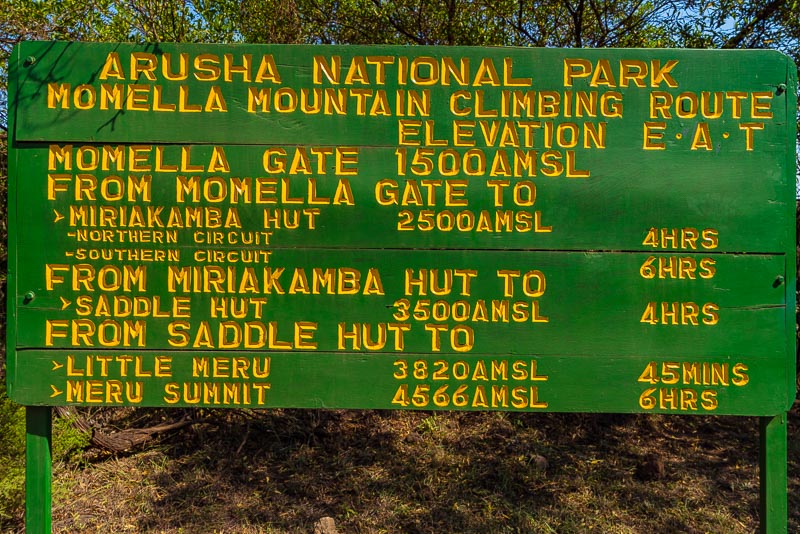 ARUSHA NATIONAL PARK
MOMELLA MOUNTAIN CLIMBING ROUTE
ELEVATION E·A·T
MOMELLA GATE 1500AMSL
FROM MOMELLA GATE TO
> MIRIAKAMBA HUT 2500AMSL
-NORTHERN CIRCUIT 4HRS
-SOUTHERN CIRCUIT 6HRS
FROM MIRIAKAMBA HUT TO
> SADDLE HUT 3500AMSL 4HRS
FROM SADDLE HUT TO
> LITTLE MERU 3820AMSL 45MINS
> MERU SUMMIT 4566AMSL 6HRS